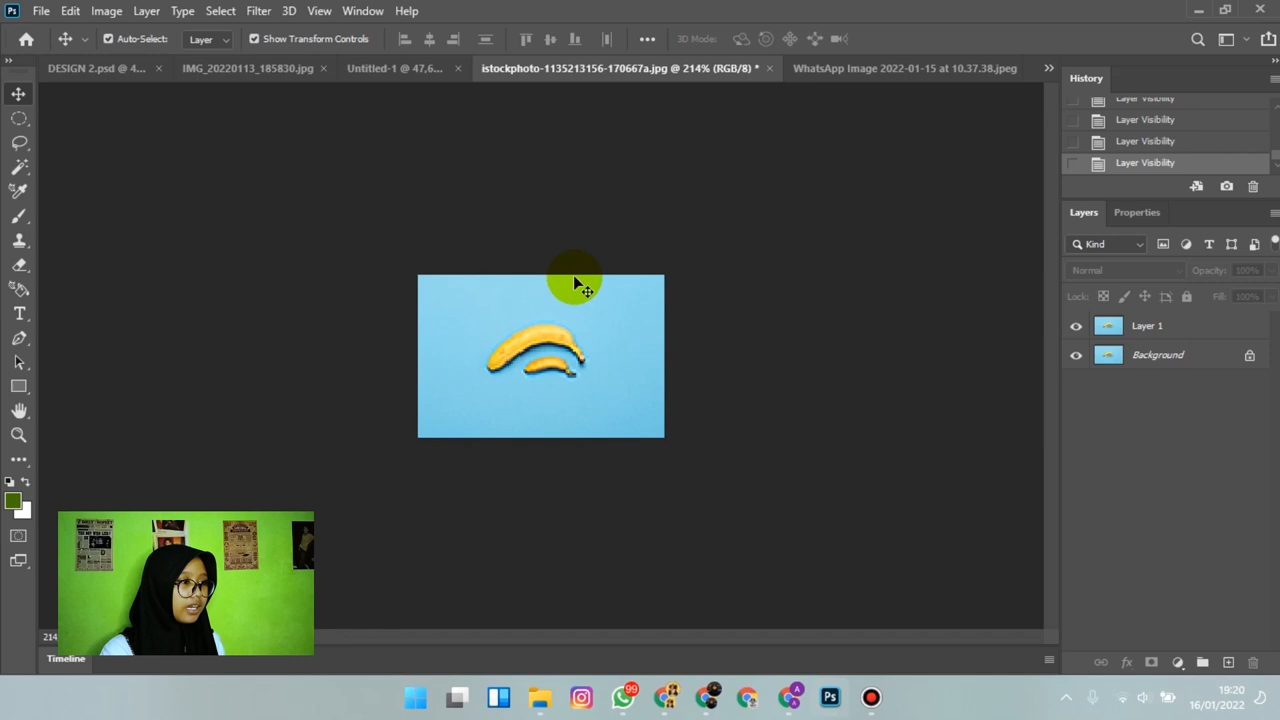 Ps File Edit Image Layer Type Select Filter 3D View Window Help
Auto-Select: Layer Show Transform Controls 3D Mode:
DESIGN 2.psd @ 4... IMG_20220113_185830.jpg Untitled-1 @ 47,6... istockphoto-1135213156-170667a.jpg @ 214% (RGB/8) * WhatsApp Image 2022-01-15 at 10.37.38.jpeg
History
Layer Visibility
Layer Visibility
Layer Visibility
Layer Visibility
Layers Properties
Kind
Normal Opacity: 100%
Lock: Fill: 100%
Layer 1
Background
214
Timeline
99
A
Ps
19:20
16/01/2022